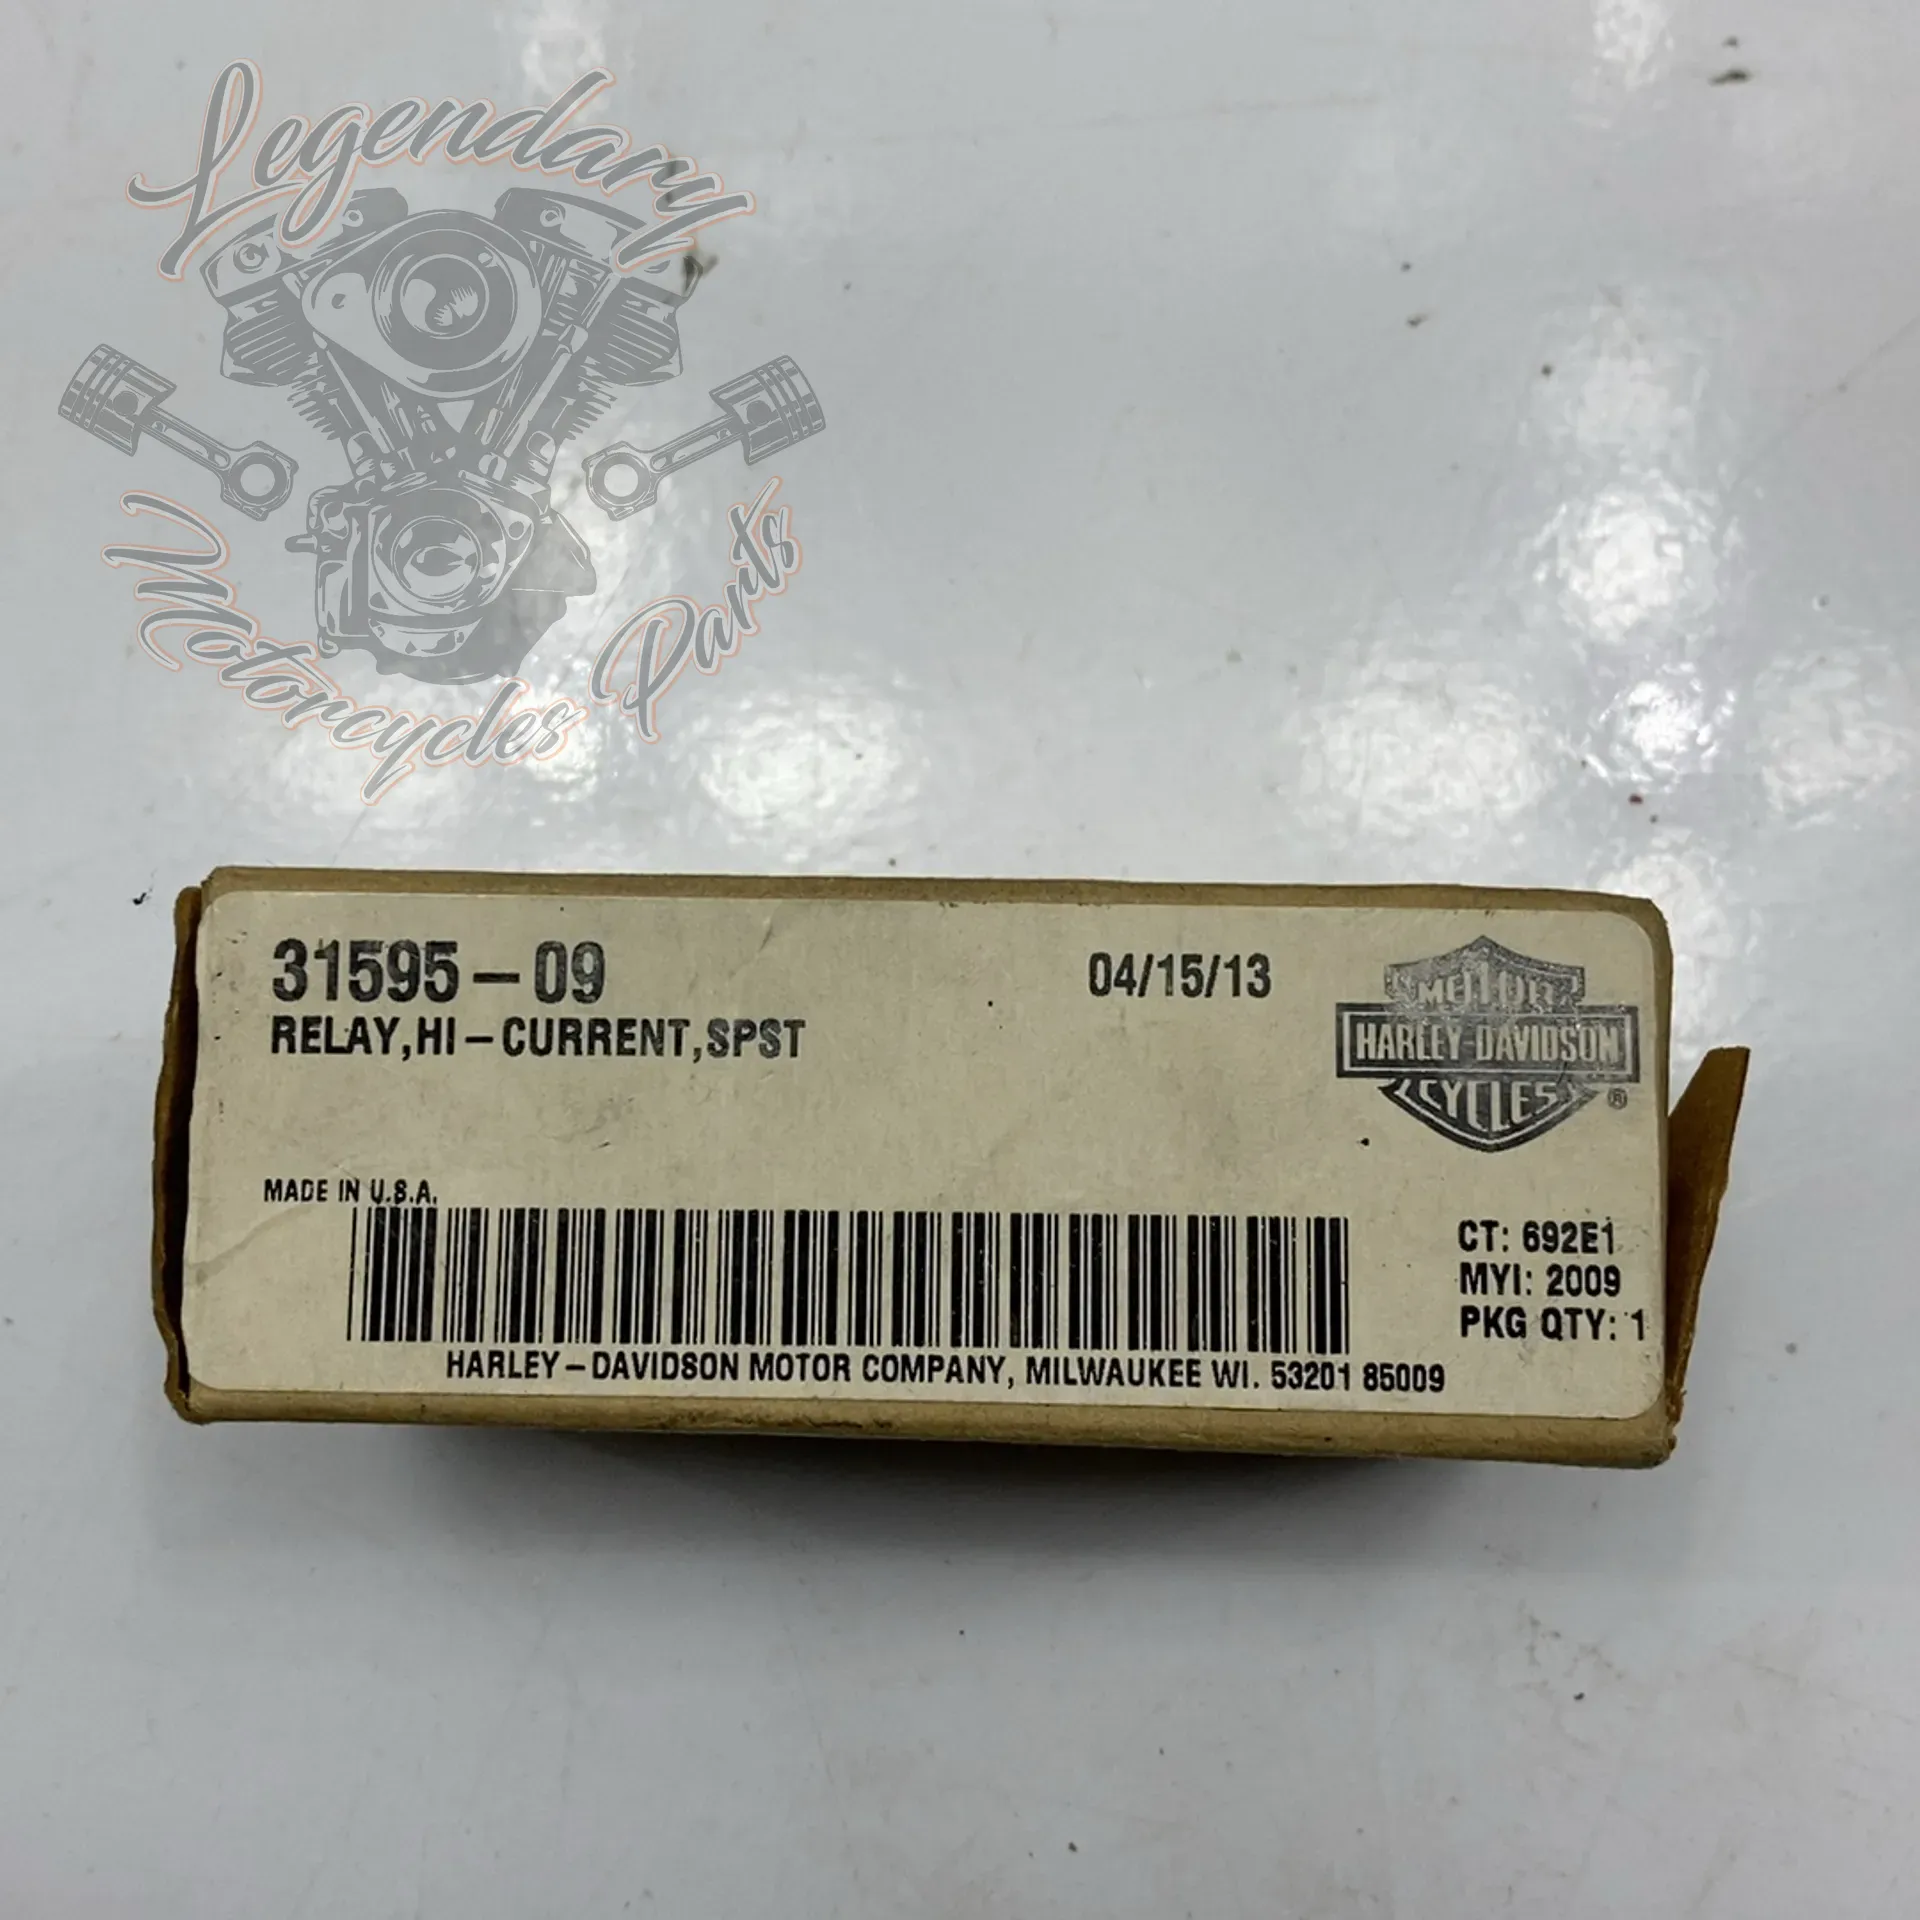 Legendary
Motorcycles Parts
31595-09
04/15/13
RELAY,HI-CURRENT,SPST
MOTOR
HARLEY-DAVIDSON
CYCLES
®
MADE IN U.S.A.
CT: 692E1
MYI: 2009
PKG QTY: 1
HARLEY-DAVIDSON MOTOR COMPANY, MILWAUKEE WI. 53201 85009